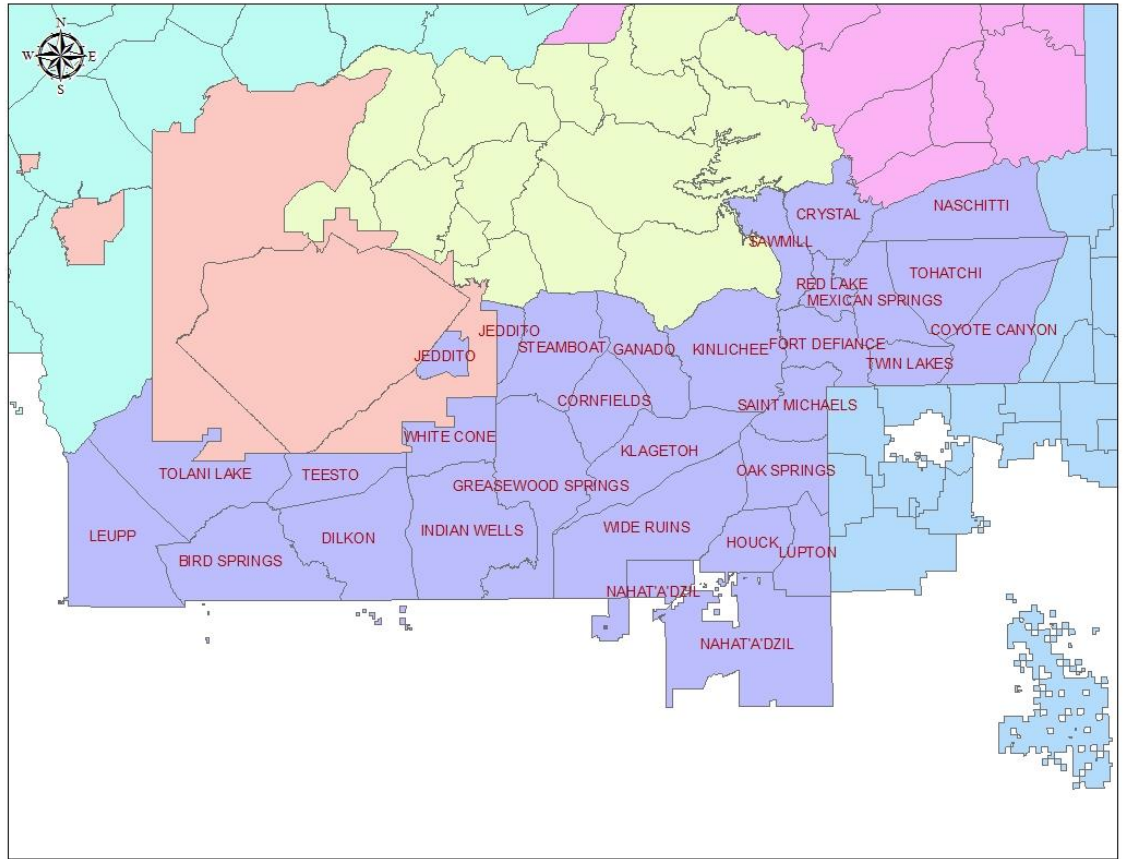 N
W E
S
NASCHITTI
CRYSTAL
SAWMILL
TOHATCHI
RED LAKE
MEXICAN SPRINGS
JEDDITO
COYOTE CANYON
STEAMBOAT
GANADO
KINLICHEE
FORT DEFIANCE
JEDDITO
TWIN LAKES
CORNFIELDS
SAINT MICHAELS
WHITE CONE
KLAGETOH
TOLANI LAKE
TEESTO
OAK SPRINGS
GREASEWOOD SPRINGS
LEUPP
DILKON
INDIAN WELLS
WIDE RUINS
HOUCK
LUPTON
BIRD SPRINGS
NAHAT'A'DZIL
NAHAT'A'DZIL